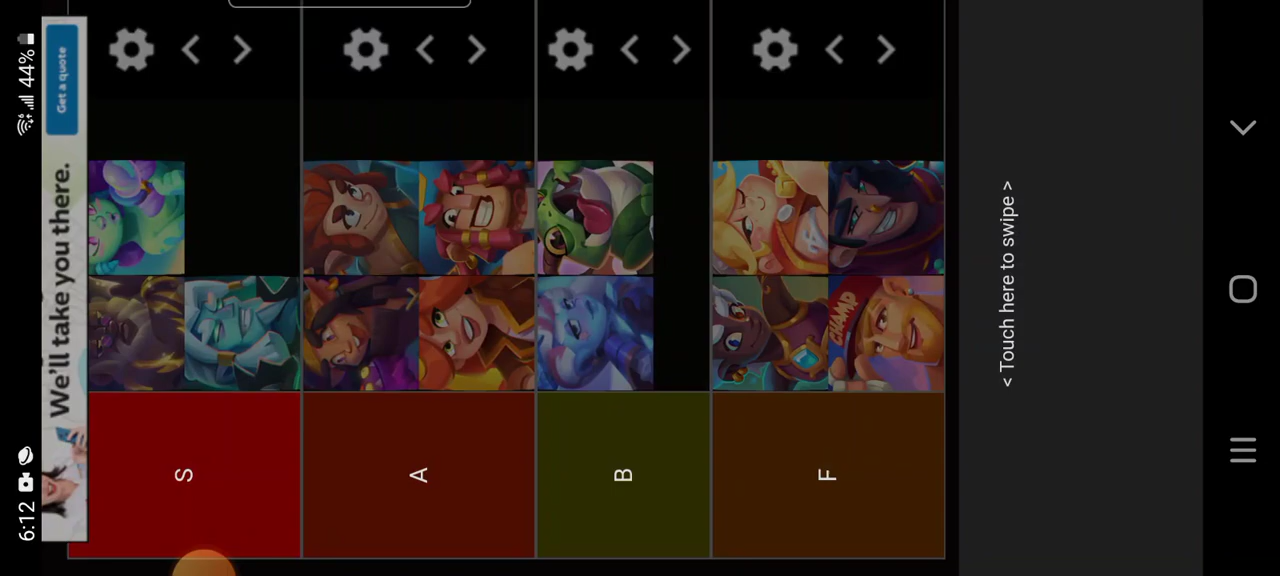 6:12
44%
We'll take you there.
Get a quote
S
A
CHAMP
B
F
< Touch here to swipe >